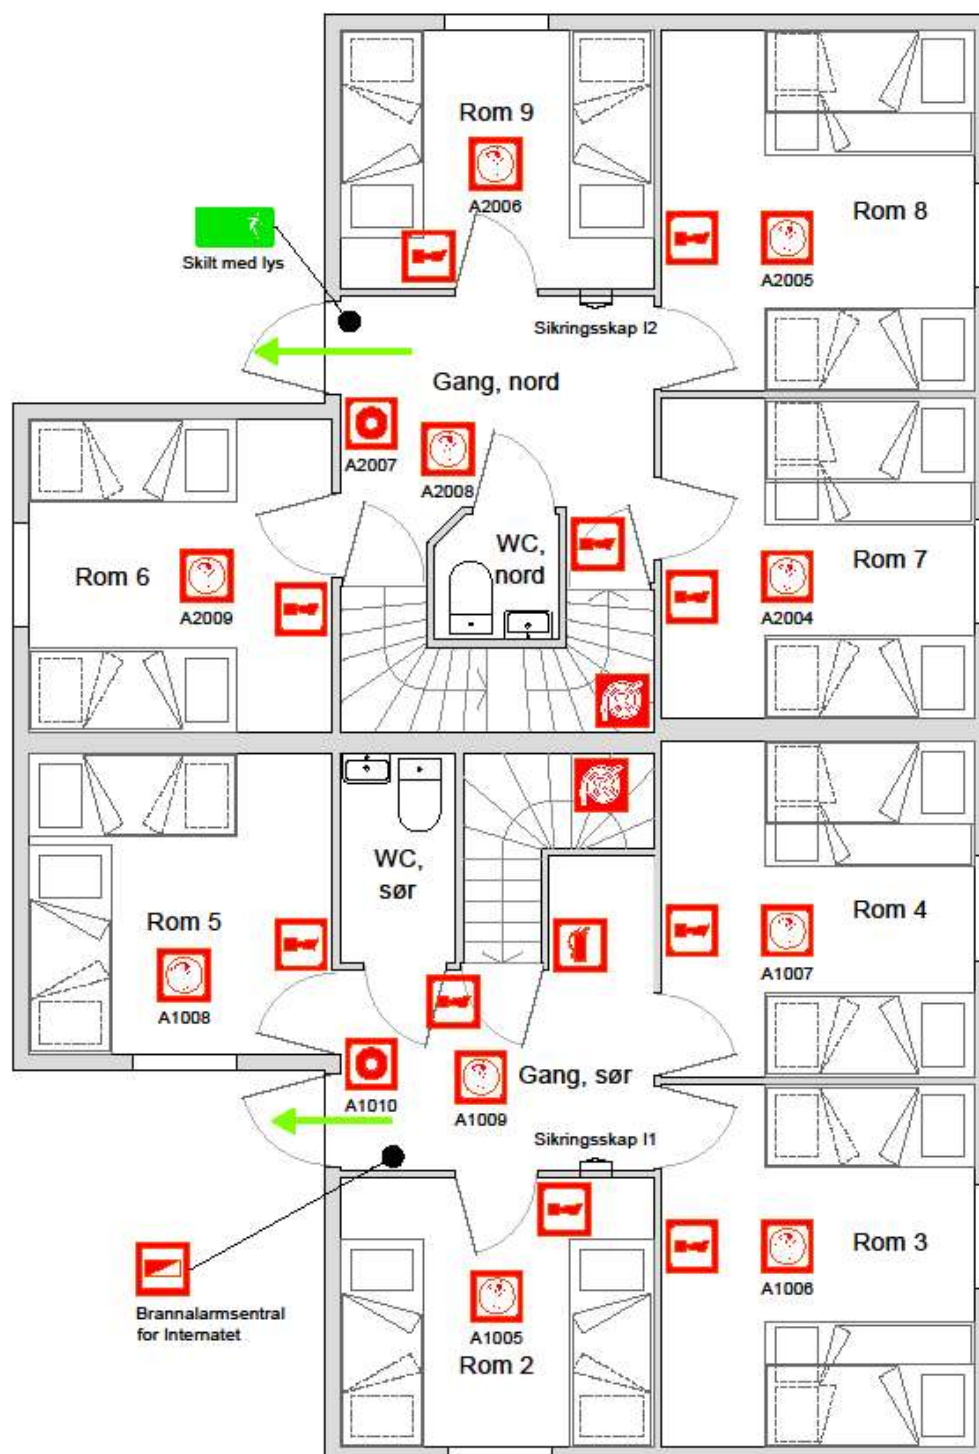 Rom 9
A2006
Rom 8
A2005
Skilt med lys
Sikringsskap I2
Gang, nord
A2007
A2008
WC,
nord
Rom 6
A2009
Rom 7
A2004
WC,
sør
Rom 5
A1008
Rom 4
A1007
Gang, sør
A1010
A1009
Sikringsskap I1
Rom 3
A1006
Brannalarmsentral
for Internatet
A1005
Rom 2